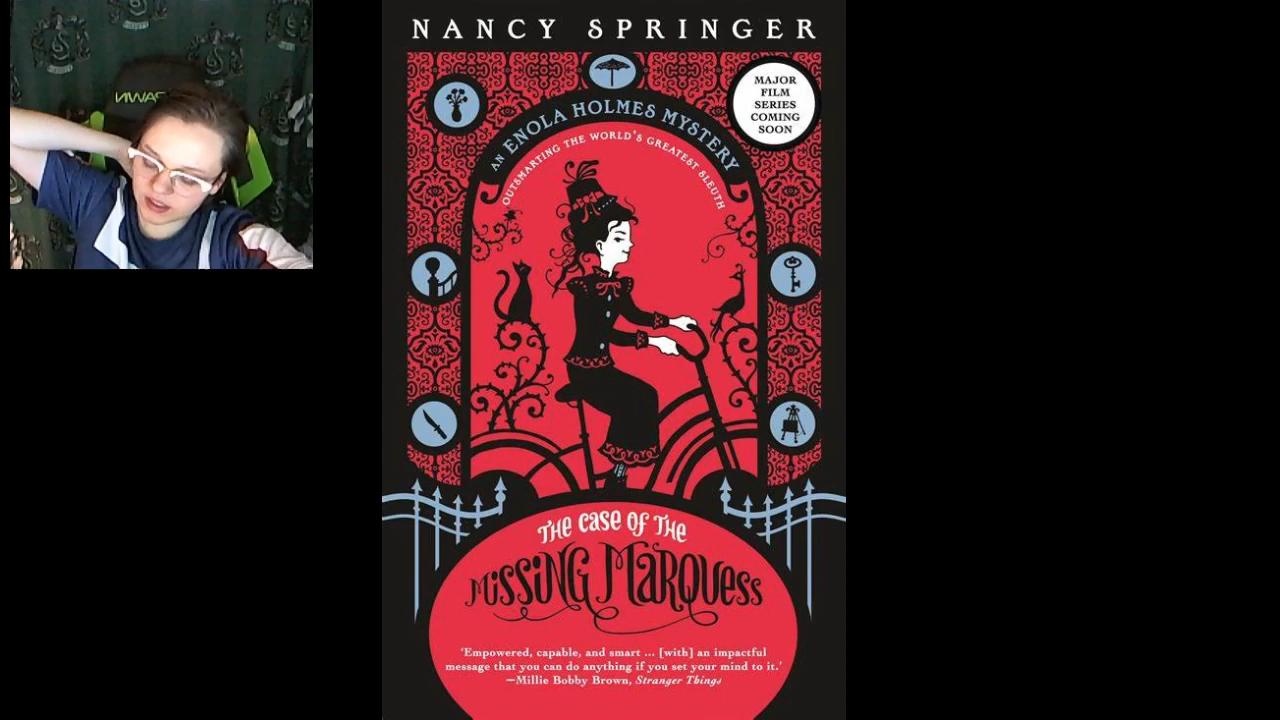 NANCY SPRINGER
MAJOR
FILM
SERIES
COMING
SOON
AN ENOLA HOLMES MYSTERY
OUTSMARTING THE WORLD'S GREATEST SLEUTH
THE CASE OF THE
MISSING MARQUESS
'Empowered, capable, and smart ... [with] an impactful
message that you can do anything if you set your mind to it.'
—Millie Bobby Brown, Stranger Things